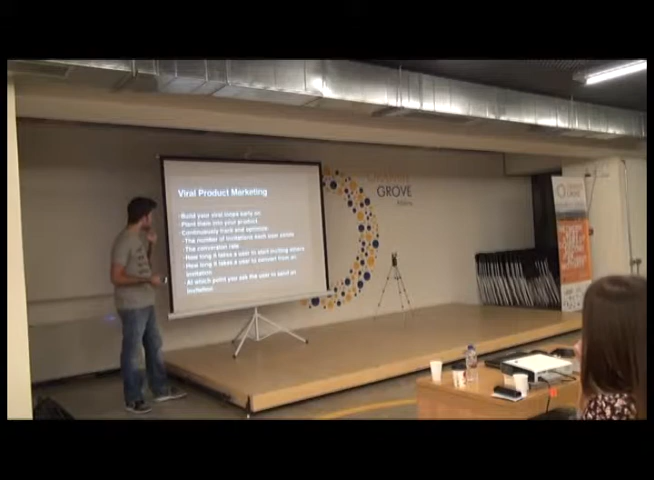 Viral Product Marketing
- Build your viral loops early on
- Plant them into your product
- Continuously track and optimize
- The number of invitations each user sends
- The conversion rate
- How long it takes a user to start inviting others
- How long it takes a user to convert from an
invitation
- At which point you ask the user to send an
invitation
ORANGE
GROVE